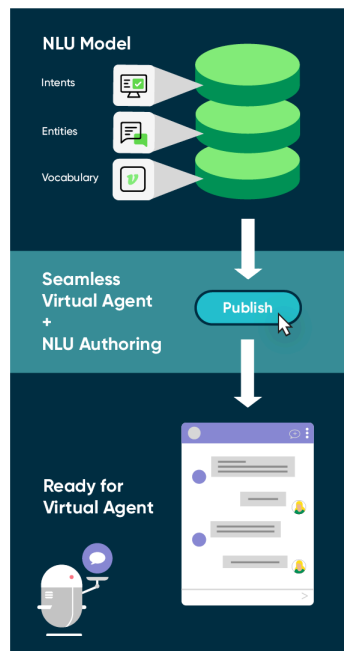 NLU Model
Intents
Entities
Vocabulary
Seamless
Virtual Agent
+
NLU Authoring
Publish
Ready for
Virtual Agent